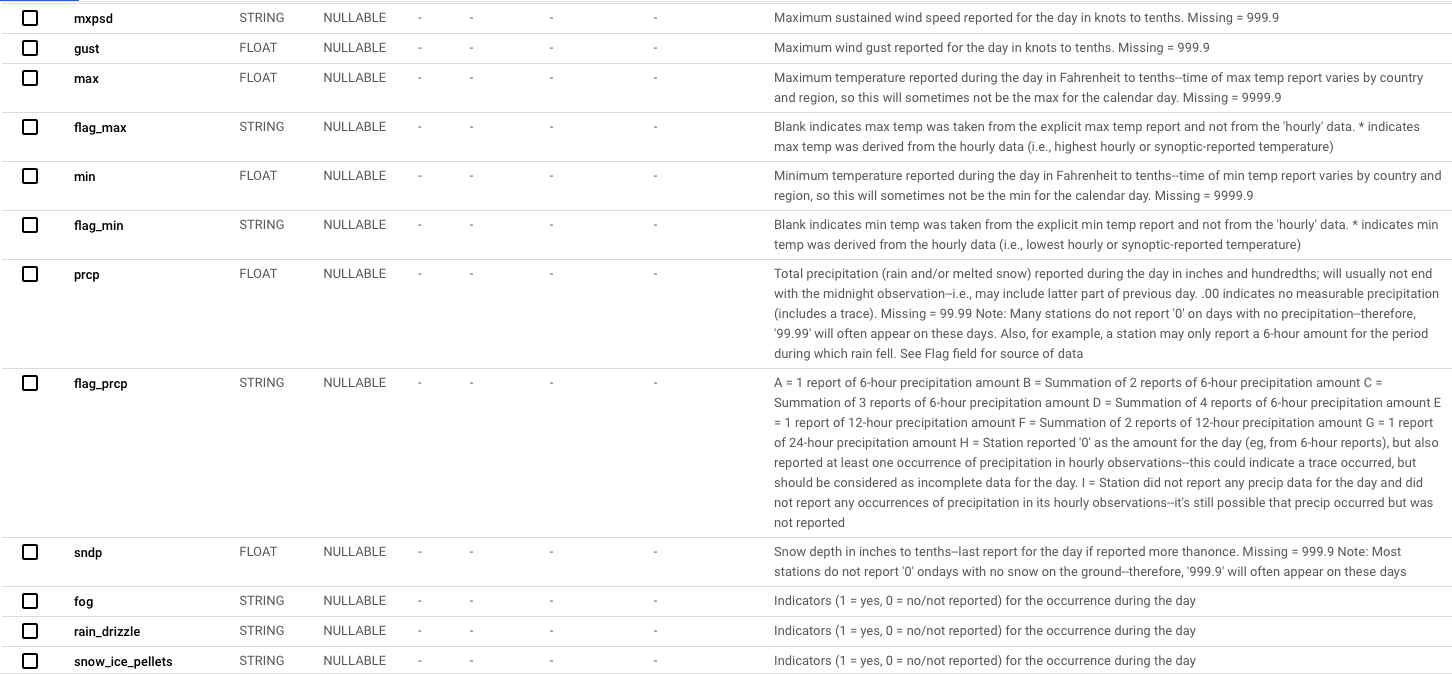 mxpsd STRING NULLABLE - - - - Maximum sustained wind speed reported for the day in knots to tenths. Missing = 999.9
gust FLOAT NULLABLE - - - - Maximum wind gust reported for the day in knots to tenths. Missing = 999.9
max FLOAT NULLABLE - - - - Maximum temperature reported during the day in Fahrenheit to tenths--time of max temp report varies by country
and region, so this will sometimes not be the max for the calendar day. Missing = 9999.9
flag_max STRING NULLABLE - - - - Blank indicates max temp was taken from the explicit max temp report and not from the 'hourly' data. * indicates
max temp was derived from the hourly data (i.e., highest hourly or synoptic-reported temperature)
min FLOAT NULLABLE - - - - Minimum temperature reported during the day in Fahrenheit to tenths--time of min temp report varies by country and
region, so this will sometimes not be the min for the calendar day. Missing = 9999.9
flag_min STRING NULLABLE - - - - Blank indicates min temp was taken from the explicit min temp report and not from the 'hourly' data. * indicates min
temp was derived from the hourly data (i.e., lowest hourly or synoptic-reported temperature)
prcp FLOAT NULLABLE - - - - Total precipitation (rain and/or melted snow) reported during the day in inches and hundredths; will usually not end
with the midnight observation--i.e., may include latter part of previous day. .00 indicates no measurable precipitation
(includes a trace). Missing = 99.99 Note: Many stations do not report '0' on days with no precipitation--therefore,
'99.99' will often appear on these days. Also, for example, a station may only report a 6-hour amount for the period
during which rain fell. See Flag field for source of data
flag_prcp STRING NULLABLE - - - - A = 1 report of 6-hour precipitation amount B = Summation of 2 reports of 6-hour precipitation amount C =
Summation of 3 reports of 6-hour precipitation amount D = Summation of 4 reports of 6-hour precipitation amount E
= 1 report of 12-hour precipitation amount F = Summation of 2 reports of 12-hour precipitation amount G = 1 report
of 24-hour precipitation amount H = Station reported '0' as the amount for the day (eg, from 6-hour reports), but also
reported at least one occurrence of precipitation in hourly observations--this could indicate a trace occurred, but
should be considered as incomplete data for the day. I = Station did not report any precip data for the day and did
not report any occurrences of precipitation in its hourly observations--it's still possible that precip occurred but was
not reported
sndp FLOAT NULLABLE - - - - Snow depth in inches to tenths--last report for the day if reported more thanonce. Missing = 999.9 Note: Most
stations do not report '0' ondays with no snow on the ground--therefore, '999.9' will often appear on these days
fog STRING NULLABLE - - - - Indicators (1 = yes, 0 = no/not reported) for the occurrence during the day
rain_drizzle STRING NULLABLE - - - - Indicators (1 = yes, 0 = no/not reported) for the occurrence during the day
snow_ice_pellets STRING NULLABLE - - - - Indicators (1 = yes, 0 = no/not reported) for the occurrence during the day